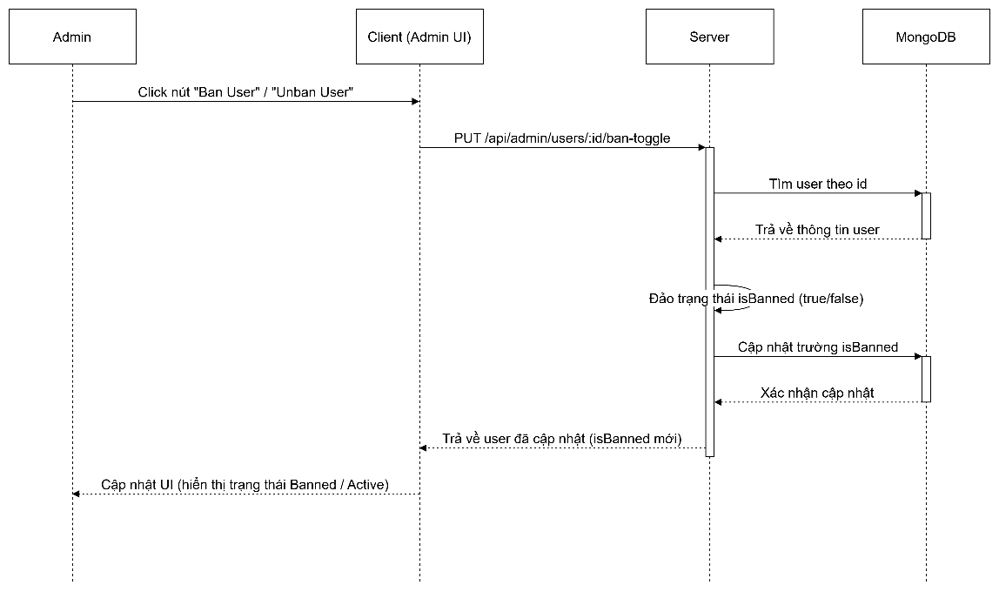 Admin
Client (Admin UI)
Server
MongoDB
Click nút "Ban User" / "Unban User"
PUT /api/admin/users/:id/ban-toggle
Tìm user theo id
Trả về thông tin user
Đảo trạng thái isBanned (true/false)
Cập nhật trường isBanned
Xác nhận cập nhật
Trả về user đã cập nhật (isBanned mới)
Cập nhật UI (hiển thị trạng thái Banned / Active)